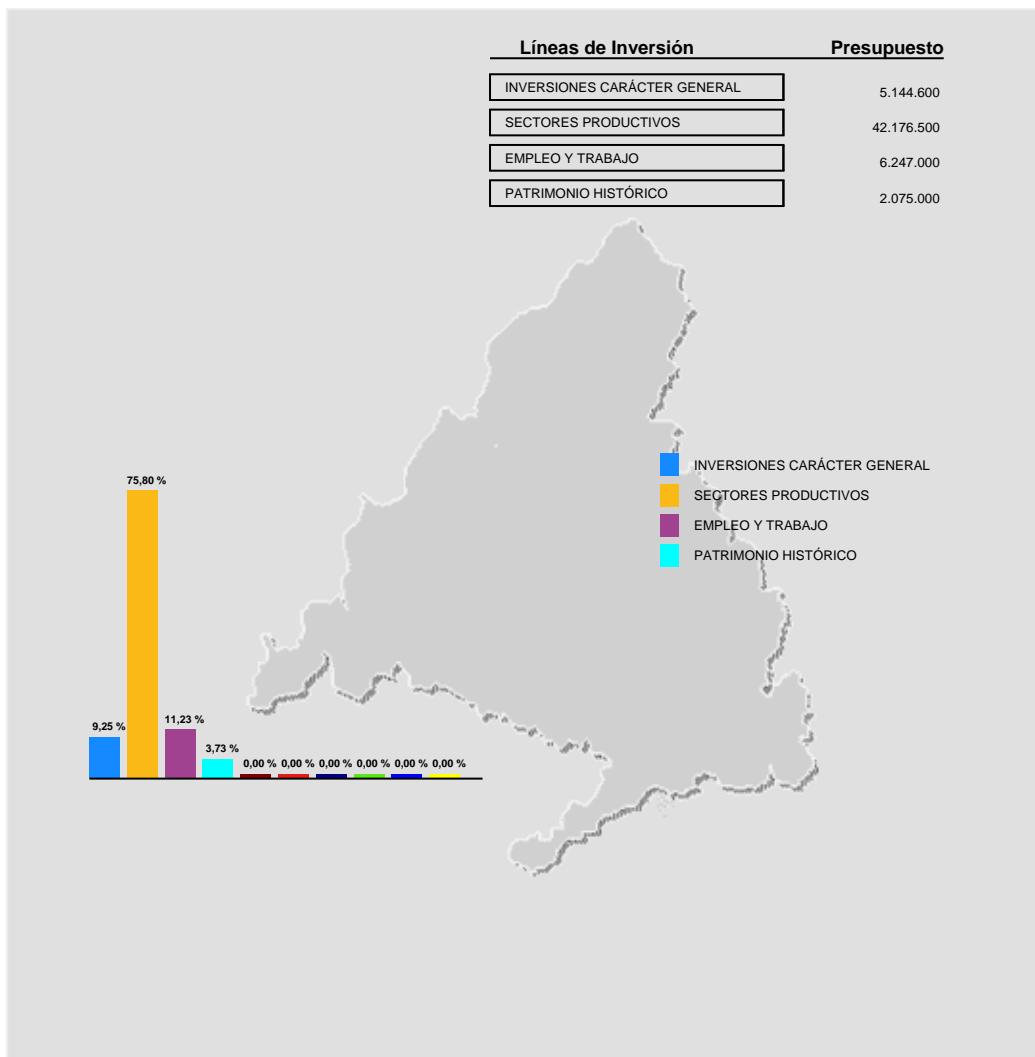 Líneas de Inversión Presupuesto
INVERSIONES CARÁCTER GENERAL 5.144.600
SECTORES PRODUCTIVOS 42.176.500
EMPLEO Y TRABAJO 6.247.000
PATRIMONIO HISTÓRICO 2.075.000
INVERSIONES CARÁCTER GENERAL
SECTORES PRODUCTIVOS
EMPLEO Y TRABAJO
PATRIMONIO HISTÓRICO
75,80 %
9,25 % 11,23 %
3,73 %
0,00 % 0,00 % 0,00 % 0,00 % 0,00 % 0,00 %